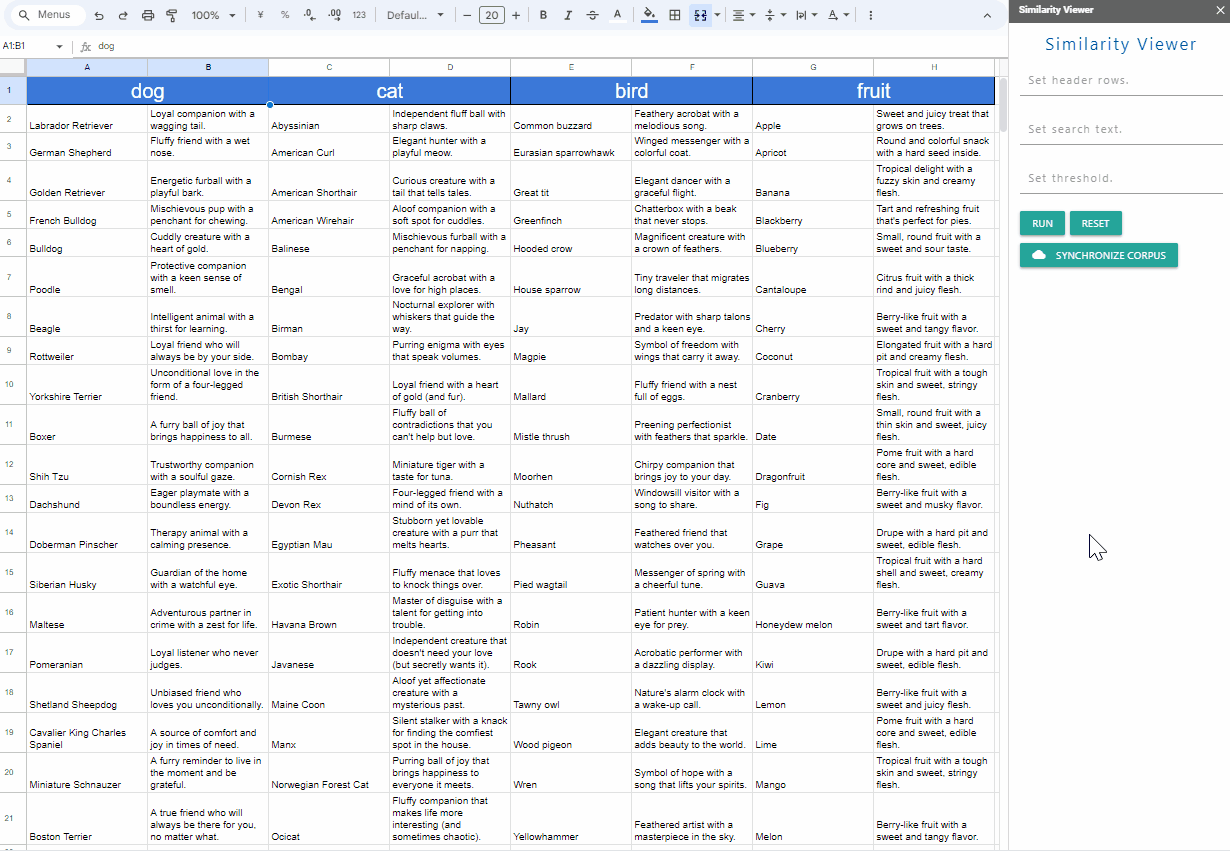 Menus
100%
¥
%
.0
.00
123
Defaul...
20
B
I
A
A1:B1
fx
dog
A
B
C
D
E
F
G
H
1
dog
cat
bird
fruit
2
Labrador Retriever
Loyal companion with a
wagging tail.
Abyssinian
Independent fluff ball with
sharp claws.
Common buzzard
Feathery acrobat with a
melodious song.
Apple
Sweet and juicy treat that
grows on trees.
3
German Shepherd
Fluffy friend with a wet
nose.
American Curl
Elegant hunter with a
playful meow.
Eurasian sparrowhawk
Winged messenger with a
colorful coat.
Apricot
Round and colorful snack
with a hard seed inside.
4
Golden Retriever
Energetic furball with a
playful bark.
American Shorthair
Curious creature with a
tail that tells tales.
Great tit
Elegant dancer with a
graceful flight.
Banana
Tropical delight with a
fuzzy skin and creamy
flesh.
5
French Bulldog
Mischievous pup with a
penchant for chewing.
American Wirehair
Aloof companion with a
soft spot for cuddles.
Greenfinch
Chatterbox with a beak
that never stops.
Blackberry
Tart and refreshing fruit
that's perfect for pies.
6
Bulldog
Cuddly creature with a
heart of gold.
Balinese
Mischievous furball with a
penchant for napping.
Hooded crow
Magnificent creature with
a crown of feathers.
Blueberry
Small, round fruit with a
sweet and sour taste.
7
Poodle
Protective companion
with a keen sense of
smell.
Bengal
Graceful acrobat with a
love for high places.
House sparrow
Tiny traveler that migrates
long distances.
Cantaloupe
Citrus fruit with a thick
rind and juicy flesh.
8
Beagle
Intelligent animal with a
thirst for learning.
Birman
Nocturnal explorer with
whiskers that guide the
way.
Jay
Predator with sharp talons
and a keen eye.
Cherry
Berry-like fruit with a
sweet and tangy flavor.
9
Rottweiler
Loyal friend who will
always be by your side.
Bombay
Purring enigma with eyes
that speak volumes.
Magpie
Symbol of freedom with
wings that carry it away.
Coconut
Elongated fruit with a hard
pit and creamy flesh.
10
Yorkshire Terrier
Unconditional love in the
form of a four-legged
friend.
British Shorthair
Loyal friend with a heart
of gold (and fur).
Mallard
Fluffy friend with a nest
full of eggs.
Cranberry
Tropical fruit with a tough
skin and sweet, stringy
flesh.
11
Boxer
A furry ball of joy that
brings happiness to all.
Burmese
Fluffy ball of
contradictions that you
can't help but love.
Mistle thrush
Preening perfectionist
with feathers that sparkle.
Date
Small, round fruit with a
thin skin and sweet, juicy
flesh.
12
Shih Tzu
Trustworthy companion
with a soulful gaze.
Cornish Rex
Miniature tiger with a
taste for tuna.
Moorhen
Chirpy companion that
brings joy to your day.
Dragonfruit
Pome fruit with a hard
core and sweet, edible
flesh.
13
Dachshund
Eager playmate with a
boundless energy.
Devon Rex
Four-legged friend with a
mind of its own.
Nuthatch
Windowsill visitor with a
song to share.
Fig
Berry-like fruit with a
sweet and musky flavor.
14
Doberman Pinscher
Therapy animal with a
calming presence.
Egyptian Mau
Stubborn yet lovable
creature with a purr that
melts hearts.
Pheasant
Feathered friend that
watches over you.
Grape
Drupe with a hard pit and
sweet, edible flesh.
15
Siberian Husky
Guardian of the home
with a watchful eye.
Exotic Shorthair
Fluffy menace that loves
to knock things over.
Pied wagtail
Messenger of spring with
a cheerful tune.
Guava
Tropical fruit with a hard
shell and sweet, creamy
flesh.
16
Maltese
Adventurous partner in
crime with a zest for life.
Havana Brown
Master of disguise with a
talent for getting into
trouble.
Robin
Patient hunter with a keen
eye for prey.
Honeydew melon
Berry-like fruit with a
sweet and tart flavor.
17
Pomeranian
Loyal listener who never
judges.
Javanese
Independent creature that
doesn't need your love
(but secretly wants it).
Rook
Acrobatic performer with
a dazzling display.
Kiwi
Drupe with a hard pit and
sweet, edible flesh.
18
Shetland Sheepdog
Unbiased friend who
loves you unconditionally.
Maine Coon
Aloof yet affectionate
creature with a
mysterious past.
Tawny owl
Nature's alarm clock with
a wake-up call.
Lemon
Berry-like fruit with a
sweet and juicy flesh.
19
Cavalier King Charles
Spaniel
A source of comfort and
joy in times of need.
Manx
Silent stalker with a knack
for finding the comfiest
spot in the house.
Wood pigeon
Elegant creature that
adds beauty to the world.
Lime
Pome fruit with a hard
core and sweet, edible
flesh.
20
Miniature Schnauzer
A furry reminder to live in
the moment and be
grateful.
Norwegian Forest Cat
Purring ball of joy that
brings happiness to
everyone it meets.
Wren
Symbol of hope with a
song that lifts your spirits.
Mango
Tropical fruit with a tough
skin and sweet, stringy
flesh.
21
Boston Terrier
A true friend who will
always be there for you,
no matter what.
Ocicat
Fluffy companion that
makes life more
interesting (and
sometimes chaotic).
Yellowhammer
Feathered artist with a
masterpiece in the sky.
Melon
Berry-like fruit with a
sweet and tangy flavor.
Similarity Viewer
Similarity Viewer
Set header rows.
Set search text.
Set threshold.
RUN
RESET
SYNCHRONIZE CORPUS